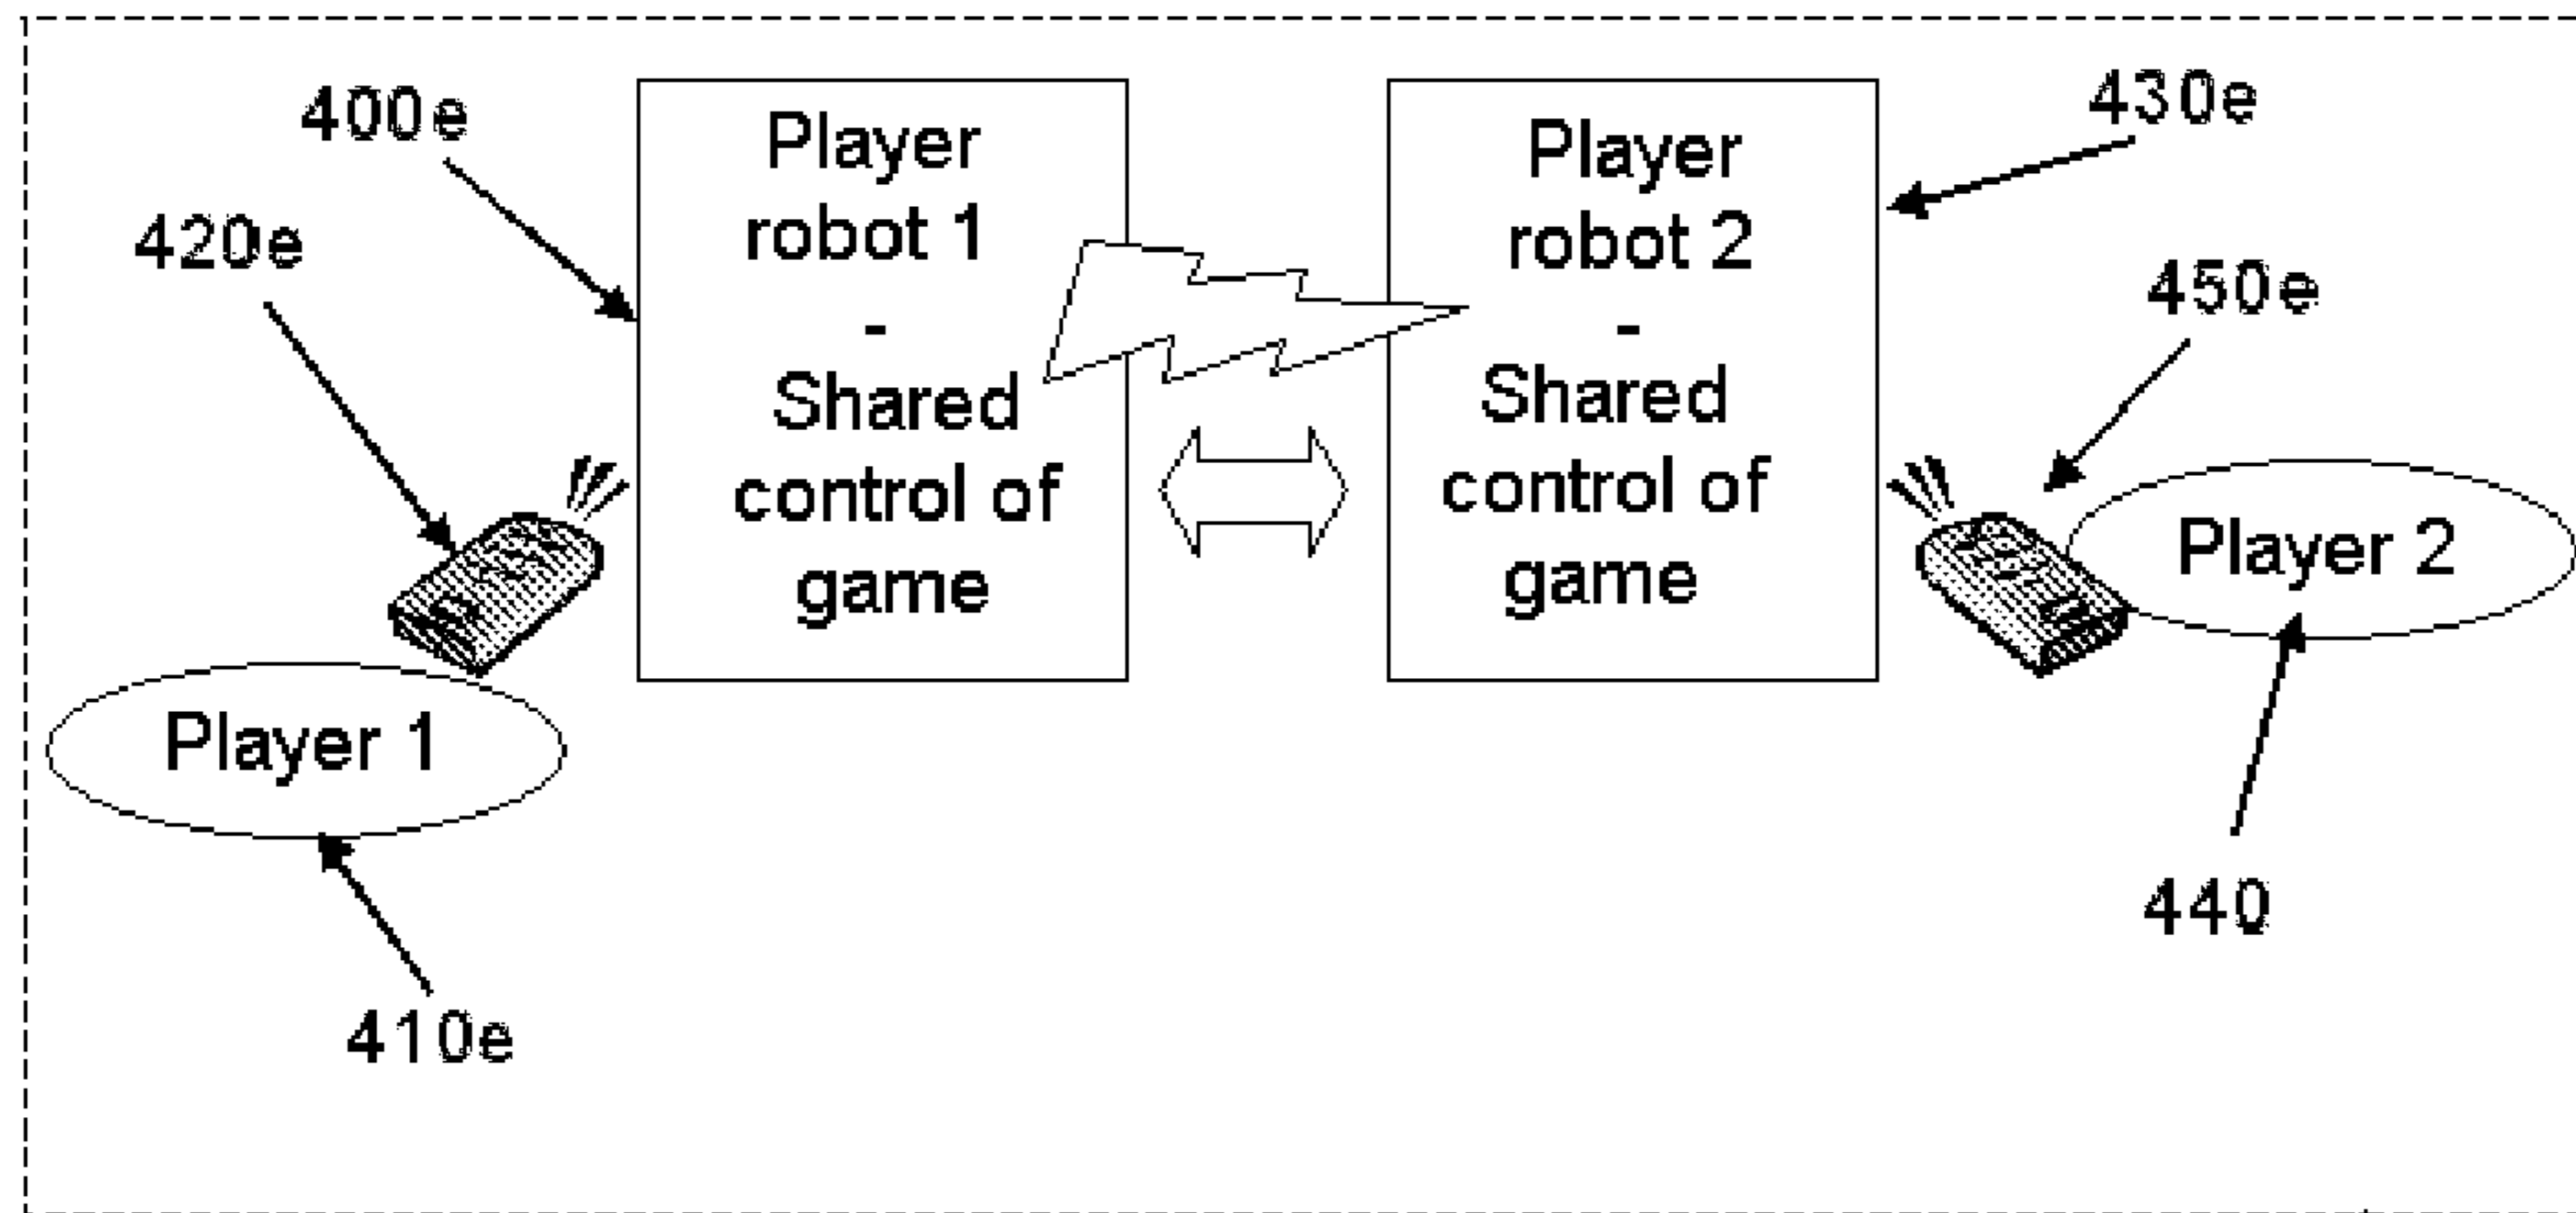 400e
420e
Player
robot 1
-
Shared
control of
game
Player
robot 2
-
Shared
control of
game
430e
450e
Player 1
410e
Player 2
440